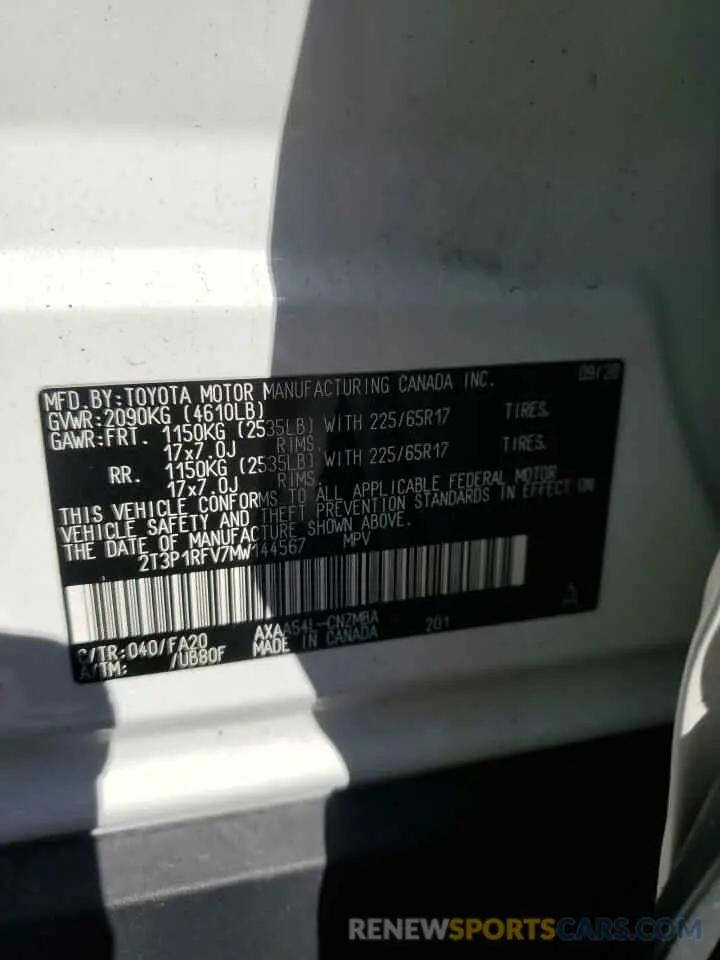 MFD. BY: TOYOTA MOTOR MANUFACTURING CANADA INC. 09/20
GVWR: 2090KG (4610LB)
GAWR: FRT. 1150KG (2535LB) WITH 225/65R17 TIRES.
17x7.0J RIMS.
RR. 1150KG (2535LB) WITH 225/65R17 TIRES.
17x7.0J RIMS.
THIS VEHICLE CONFORMS TO ALL APPLICABLE FEDERAL MOTOR
VEHICLE SAFETY AND THEFT PREVENTION STANDARDS IN EFFECT ON
THE DATE OF MANUFACTURE SHOWN ABOVE.
2T3P1RFV7MW144567 MPV
C/TR: 040/FA20 AXAA54L-CNZMBA 201 A
A/TM: /UB80F MADE IN CANADA
RENEWSPORTSCARS.COM